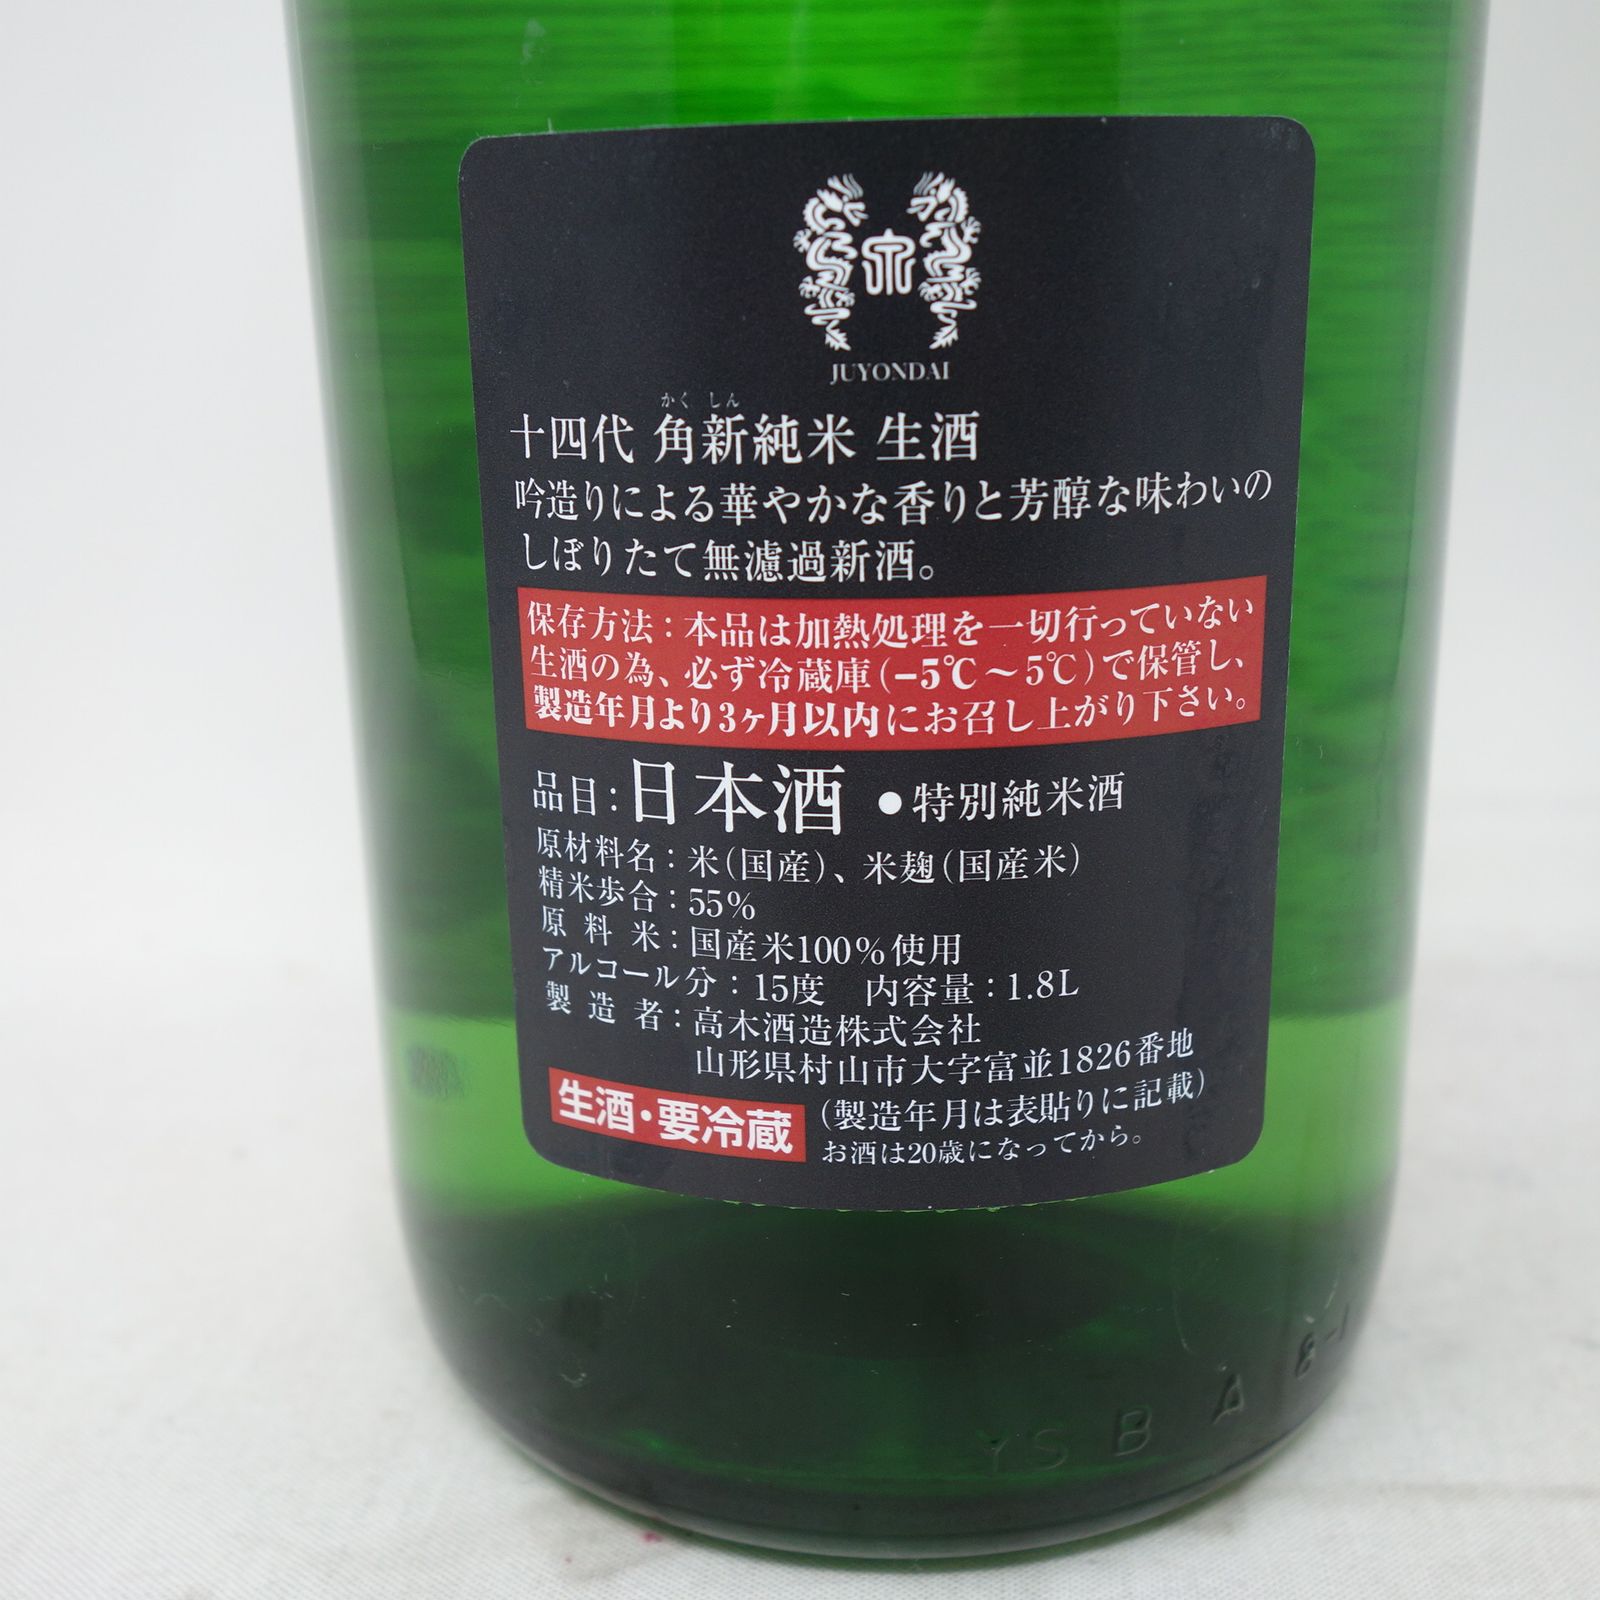 JUYONDAI
かくしん
十四代 角新純米 生酒
吟造りによる華やかな香りと芳醇な味わいの
しぼりたて無濾過新酒。
保存方法：本品は加熱処理を一切行っていない
生酒の為、必ず冷蔵庫(−5℃～5℃)で保管し、
製造年月より3ヶ月以内にお召し上がり下さい。
品目：日本酒 ●特別純米酒
原材料名：米(国産)、米麹(国産米)
精米歩合：55%
原料米：国産米100%使用
アルコール分：15度 内容量：1.8L
製造者：高木酒造株式会社
山形県村山市大字富並1826番地
生酒・要冷蔵
(製造年月は表貼りに記載)
お酒は20歳になってから。
YS B A 8-1